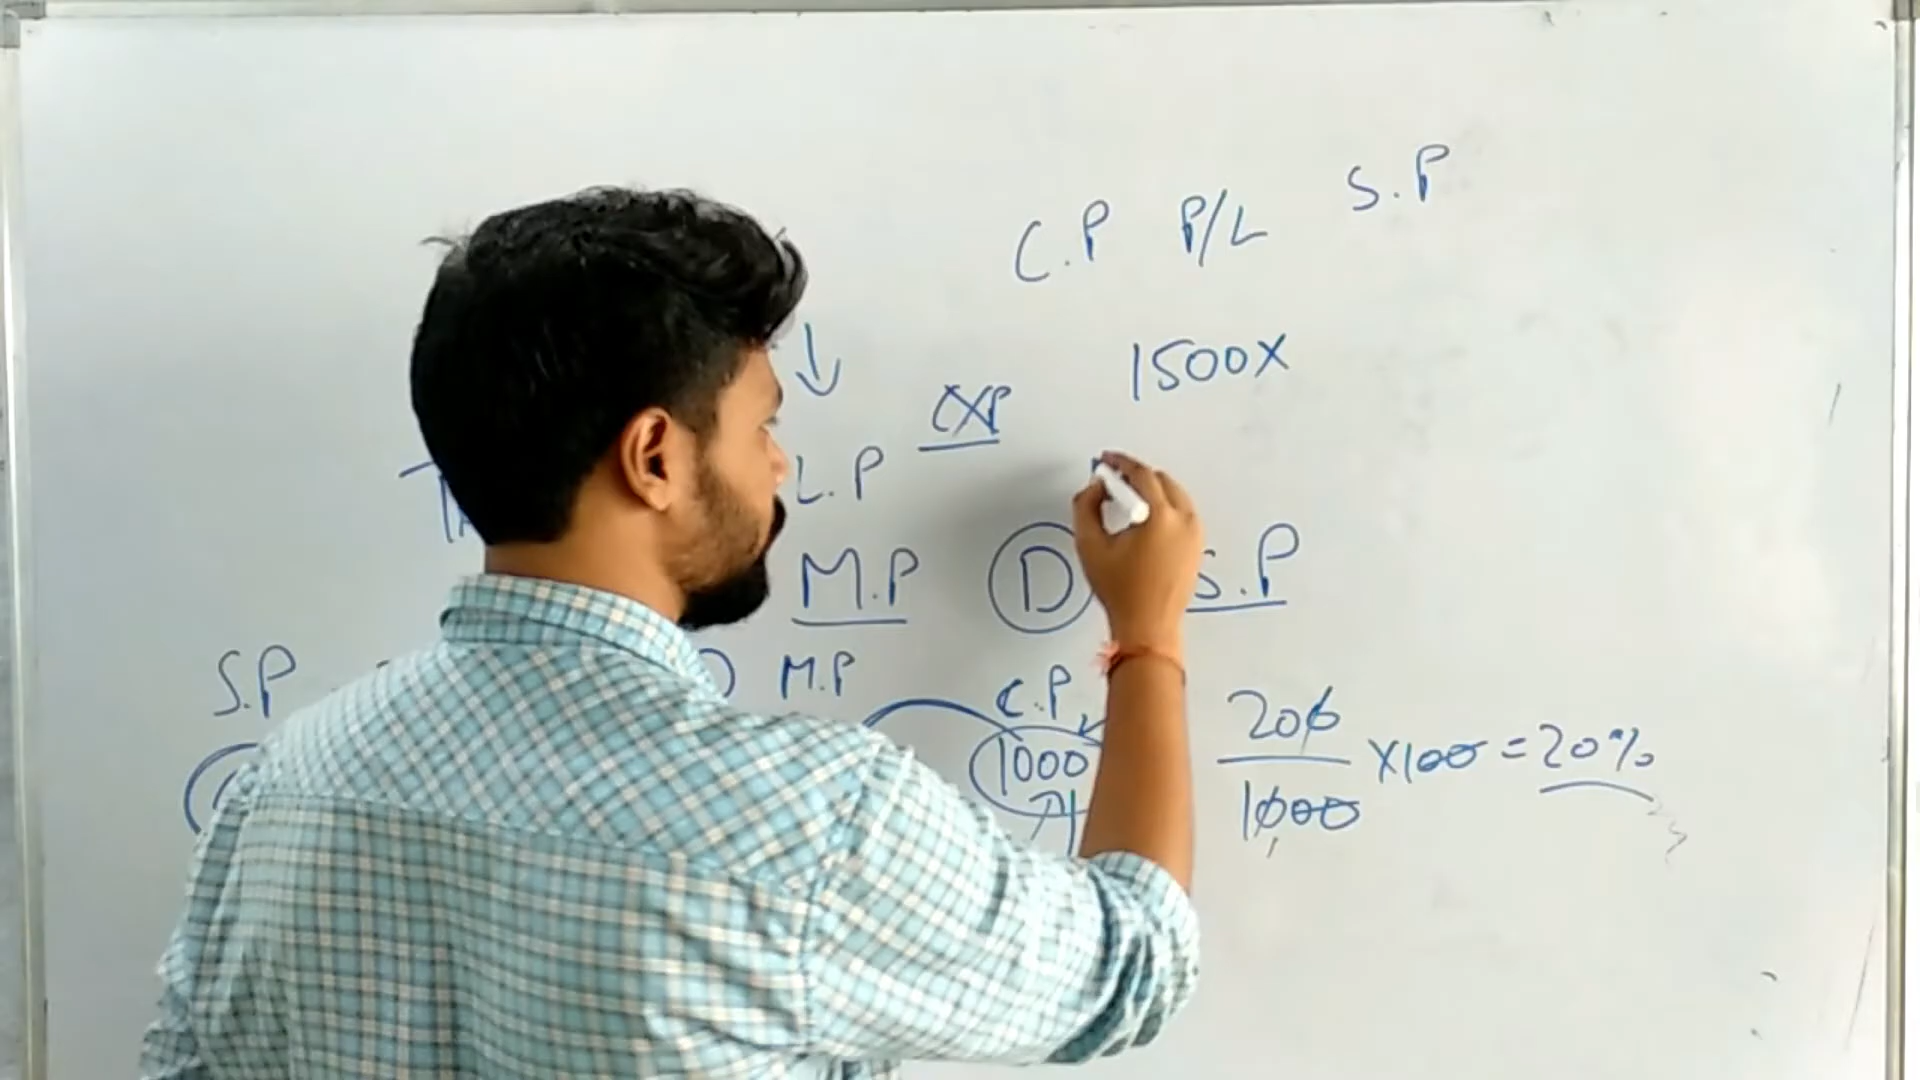 C.P P/L S.P
1500X
L.P CXP
M.P D S.P
S.P M.P C.P
1000 200/1000 X100 = 20%